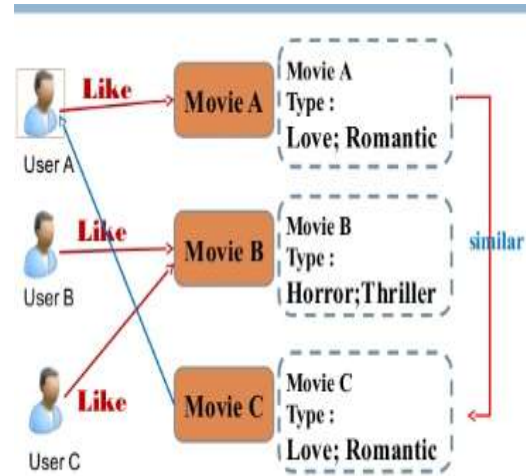 Like
Movie A
Movie A
Type :
Love; Romantic
User A
Like
Movie B
Movie B
Type :
Horror;Thriller
similar
User B
Like
Movie C
Movie C
Type :
Love; Romantic
User C